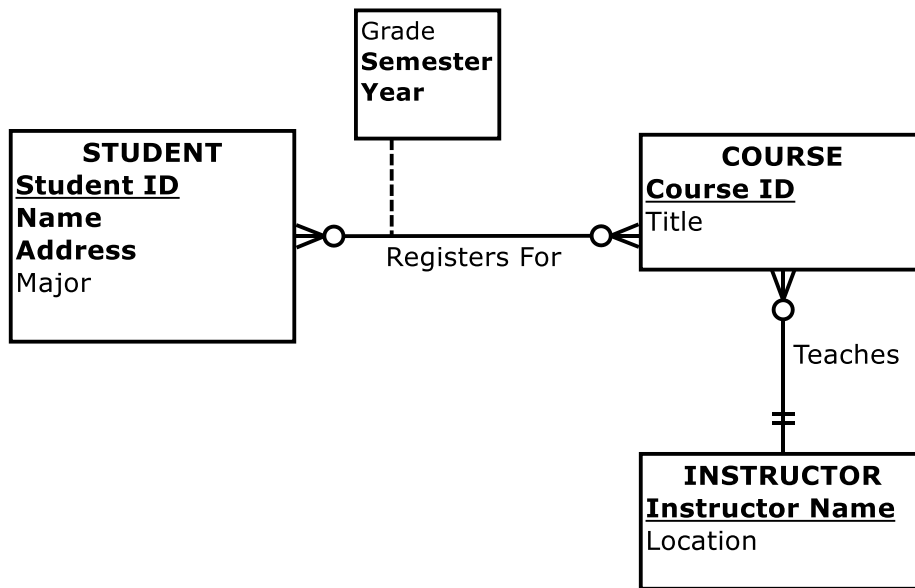 Grade
Semester
Year
STUDENT
Student ID
Name
Address
Major
Registers For
COURSE
Course ID
Title
Teaches
INSTRUCTOR
Instructor Name
Location